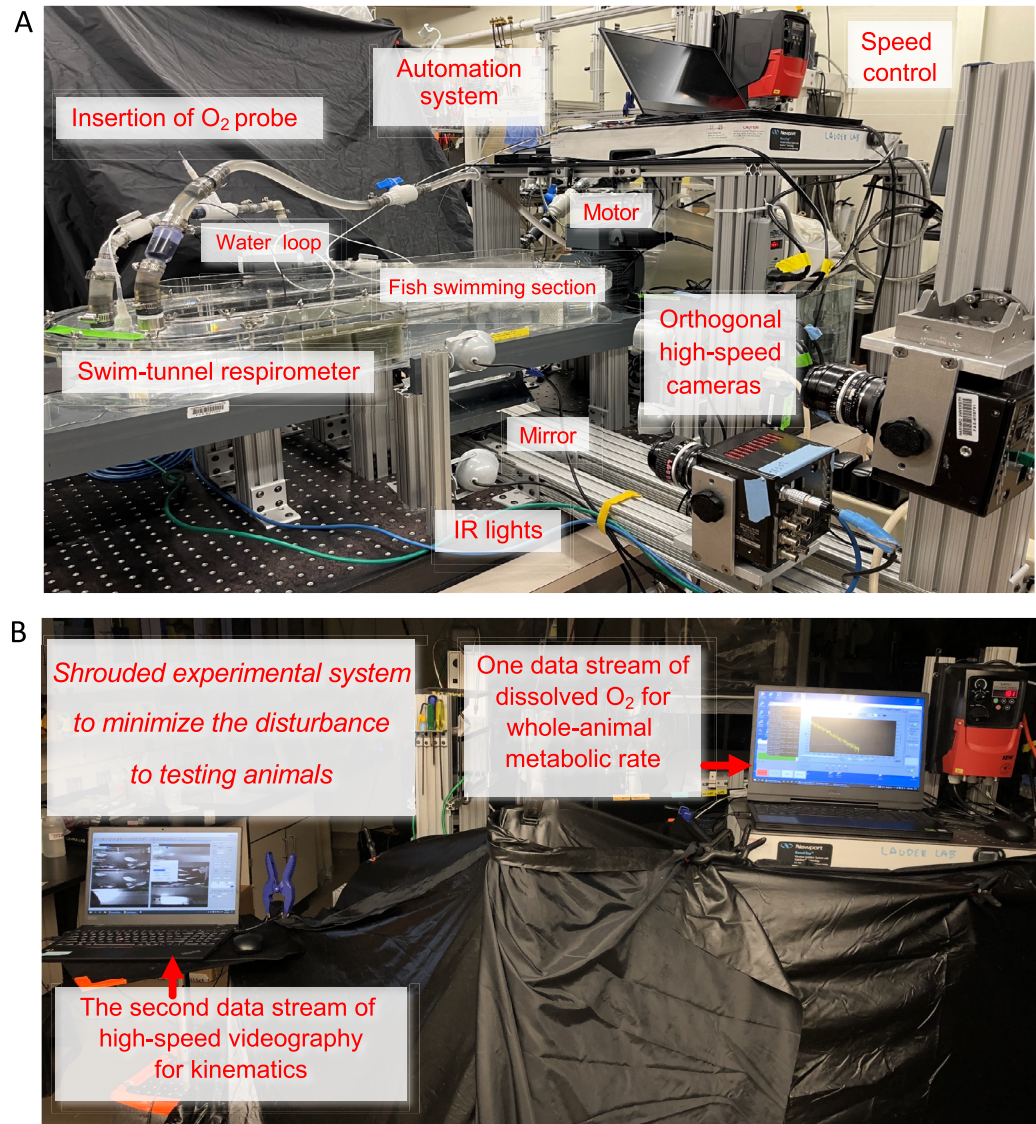 A
Automation
system
Speed
control
Insertion of O₂ probe
Newport
LAUDER LAB
Motor
Water loop
Fish swimming section
Orthogonal
high-speed
cameras
Swim-tunnel respirometer
Mirror
IR lights
B
Shrouded experimental system
to minimize the disturbance
to testing animals
One data stream of
dissolved O₂ for
whole-animal
metabolic rate
Newport
LAUDER LAB
The second data stream of
high-speed videography
for kinematics